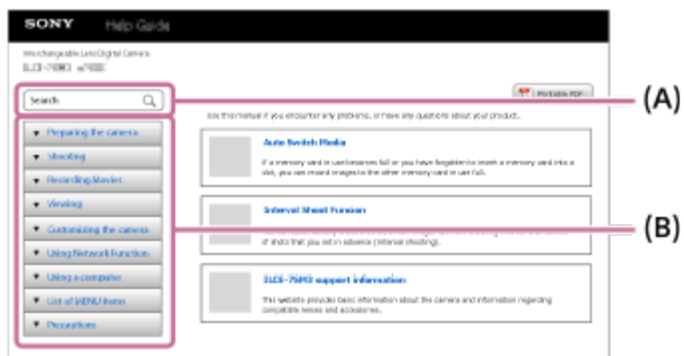 SONY Help Guide
Interchangeable Lens Digital Camera
Search
Printable PDF
Use this manual if you encounter any problems, or have any questions about your product.
Preparing the camera
Shooting
Recording Movies
Viewing
Customizing the camera
Using Network Function
Using a computer
List of MENU items
Precautions
Auto Switch Media
If a memory card in use becomes full or you have forgotten to insert a memory card into a
slot, you can record images to the other memory card in use full.
Interval Shoot Function
of shots that you set in advance (Interval shooting).
ILCE-7SM3 support information
This website provides basic information about the camera and information regarding
compatible lenses and accessories.
(A)
(B)